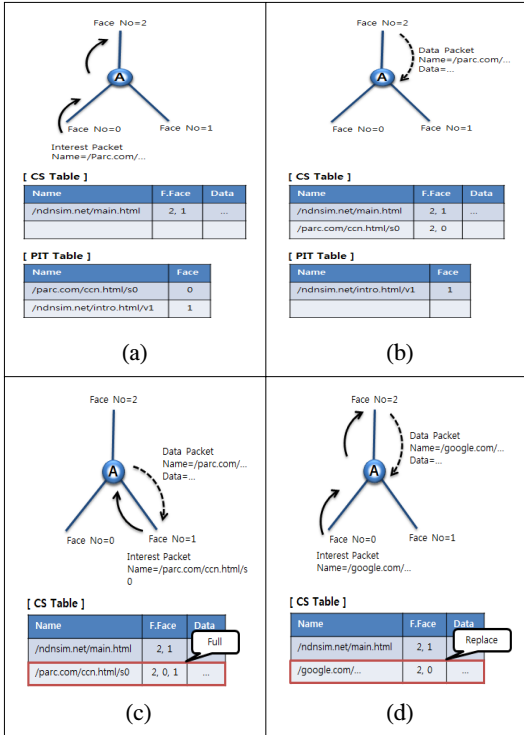 Face No=2
A
Face No=0
Face No=1
Interest Packet
Name=/Parc.com/...
[ CS Table ]
Name F.Face Data
/ndnsim.net/main.html 2, 1 ...
[ PIT Table ]
Name Face
/parc.com/ccn.html/s0 0
/ndnsim.net/intro.html/v1 1
(a)
Face No=2
Data Packet
Name=/parc.com/...
Data=...
A
Face No=0
Face No=1
[ CS Table ]
Name F.Face Data
/ndnsim.net/main.html 2, 1 ...
/parc.com/ccn.html/s0 2, 0
[ PIT Table ]
Name Face
/ndnsim.net/intro.html/v1 1
(b)
Face No=2
Data Packet
Name=/parc.com/...
Data=...
A
Face No=0
Face No=1
Interest Packet
Name=/parc.com/ccn.html/s
0
[ CS Table ]
Name F.Face Data
Full
/ndnsim.net/main.html 2, 1
/parc.com/ccn.html/s0 2, 0, 1 ...
(c)
Face No=2
Data Packet
Name=/google.com/...
Data=...
A
Face No=0
Face No=1
Interest Packet
Name=/google.com/...
[ CS Table ]
Name F.Face Data
Replace
/ndnsim.net/main.html 2, 1
/google.com/... 2, 0 ...
(d)